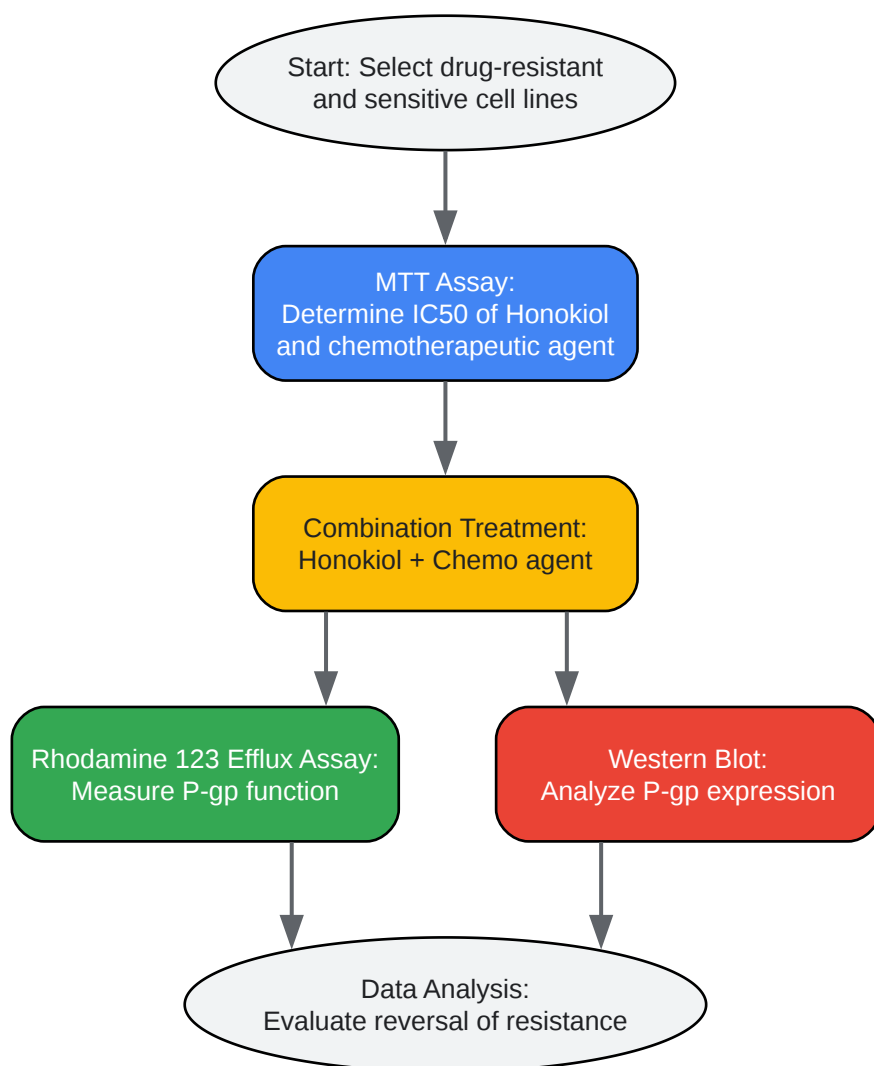 Start: Select drug-resistant
and sensitive cell lines
MTT Assay:
Determine IC50 of Honokiol
and chemotherapeutic agent
Combination Treatment:
Honokiol + Chemo agent
Rhodamine 123 Efflux Assay:
Measure P-gp function
Western Blot:
Analyze P-gp expression
Data Analysis:
Evaluate reversal of resistance